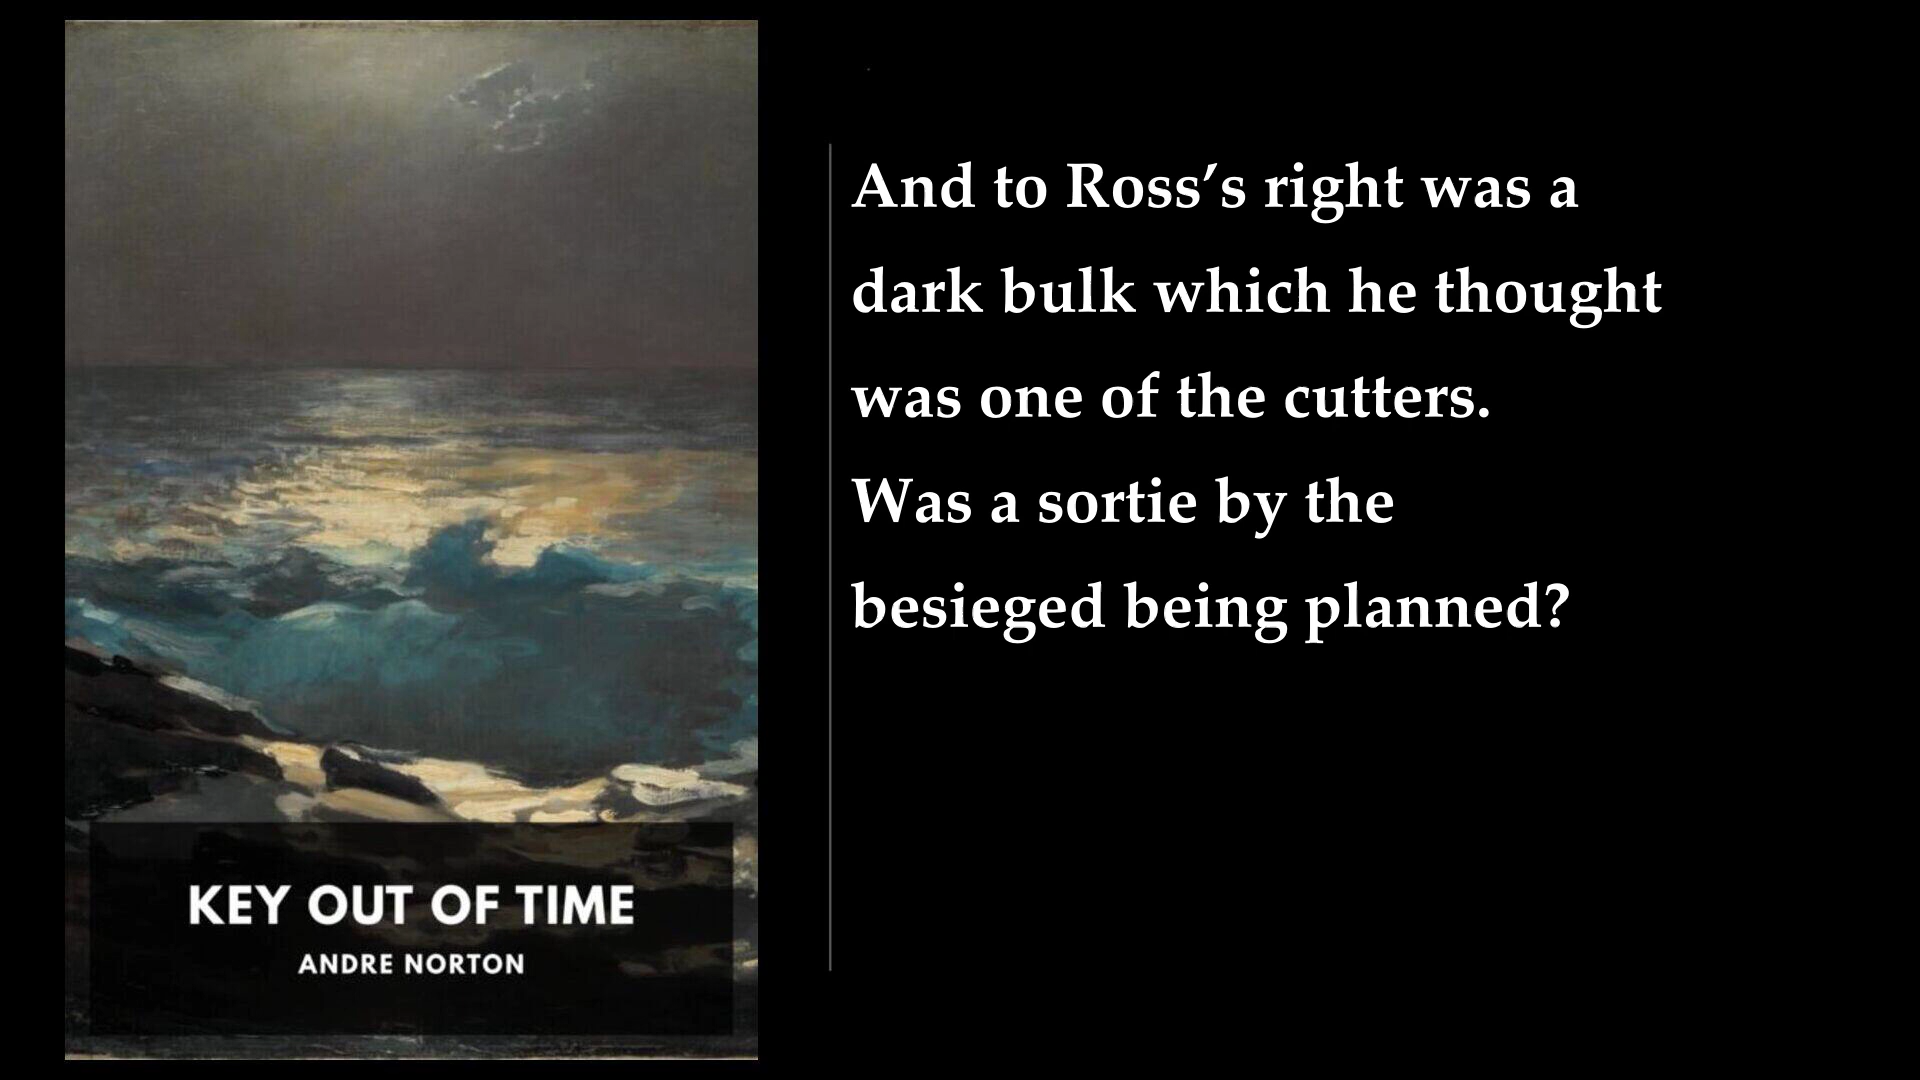 And to Ross’s right was a
dark bulk which he thought
was one of the cutters.
Was a sortie by the
besieged being planned?
KEY OUT OF TIME
ANDRE NORTON